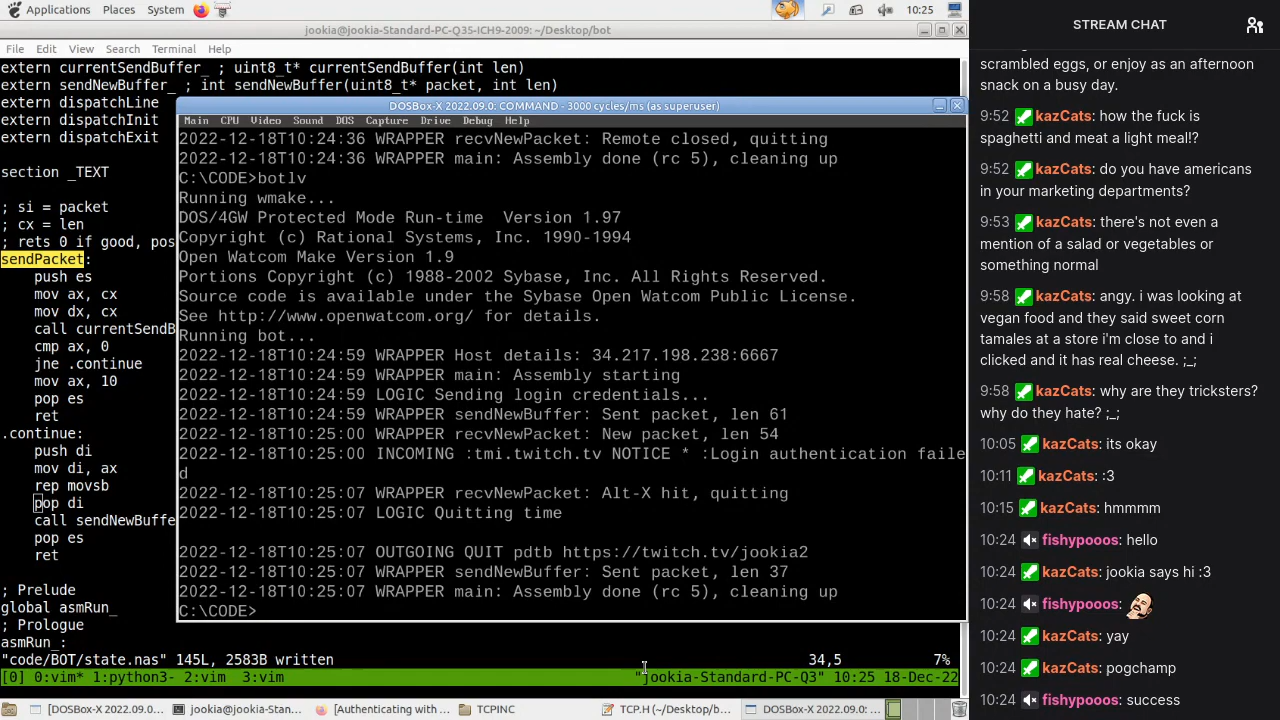 Applications Places System 10:25
jookia@jookia-Standard-PC-Q35-ICH9-2009: ~/Desktop/bot
File Edit View Search Terminal Help
extern currentSendBuffer_ ; uint8_t* currentSendBuffer(int len)
extern sendNewBuffer_ ; int sendNewBuffer(uint8_t* packet, int len)
extern dispatchLine
extern dispatchInit
extern dispatchExit
section _TEXT
; si = packet
; cx = len
; rets 0 if good, pos
sendPacket:
push es
mov ax, cx
mov dx, cx
call currentSendB
cmp ax, 0
jne .continue
mov ax, 10
pop es
ret
.continue:
push di
mov di, ax
rep movsb
pop di
call sendNewBuffe
pop es
ret
; Prelude
global asmRun_
; Prologue
asmRun_:
"code/BOT/state.nas" 145L, 2583B written 34,5 7%
[0] 0:vim* 1:python3- 2:vim 3:vim "jookia-Standard-PC-Q3" 10:25 18-Dec-22
DOSBox-X 2022.09.0: COMMAND - 3000 cycles/ms (as superuser)
Main CPU Video Sound DOS Capture Drive Debug Help
2022-12-18T10:24:36 WRAPPER recvNewPacket: Remote closed, quitting
2022-12-18T10:24:36 WRAPPER main: Assembly done (rc 5), cleaning up
C:\CODE>botlv
Running wmake...
DOS/4GW Protected Mode Run-time Version 1.97
Copyright (c) Rational Systems, Inc. 1990-1994
Open Watcom Make Version 1.9
Portions Copyright (c) 1988-2002 Sybase, Inc. All Rights Reserved.
Source code is available under the Sybase Open Watcom Public License.
See http://www.openwatcom.org/ for details.
Running bot...
2022-12-18T10:24:59 WRAPPER Host details: 34.217.198.238:6667
2022-12-18T10:24:59 WRAPPER main: Assembly starting
2022-12-18T10:24:59 LOGIC Sending login credentials...
2022-12-18T10:24:59 WRAPPER sendNewBuffer: Sent packet, len 61
2022-12-18T10:25:00 WRAPPER recvNewPacket: New packet, len 54
2022-12-18T10:25:00 INCOMING :tmi.twitch.tv NOTICE * :Login authentication faile
d
2022-12-18T10:25:07 WRAPPER recvNewPacket: Alt-X hit, quitting
2022-12-18T10:25:07 LOGIC Quitting time
2022-12-18T10:25:07 OUTGOING QUIT pdtb https://twitch.tv/jookia2
2022-12-18T10:25:07 WRAPPER sendNewBuffer: Sent packet, len 37
2022-12-18T10:25:07 WRAPPER main: Assembly done (rc 5), cleaning up
C:\CODE>
[DOSBox-X 2022.09.0... jookia@jookia-Stan... [Authenticating with ... TCPINC TCP.H (~/Desktop/b... DOSBox-X 2022.09.0: ...
STREAM CHAT
scrambled eggs, or enjoy as an afternoon
snack on a busy day.
9:52 kazCats: how the fuck is
spaghetti and meat a light meal!?
9:52 kazCats: do you have americans
in your marketing departments?
9:53 kazCats: there's not even a
mention of a salad or vegetables or
something normal
9:58 kazCats: angy. i was looking at
vegan food and they said sweet corn
tamales at a store i'm close to and i
clicked and it has real cheese. ;_;
9:58 kazCats: why are they tricksters?
why do they hate? ;_;
10:05 kazCats: its okay
10:11 kazCats: :3
10:15 kazCats: hmmmm
10:24 fishypooos: hello
10:24 kazCats: jookia says hi :3
10:24 fishypooos:
10:24 kazCats: yay
10:24 kazCats: pogchamp
10:24 fishypooos: success